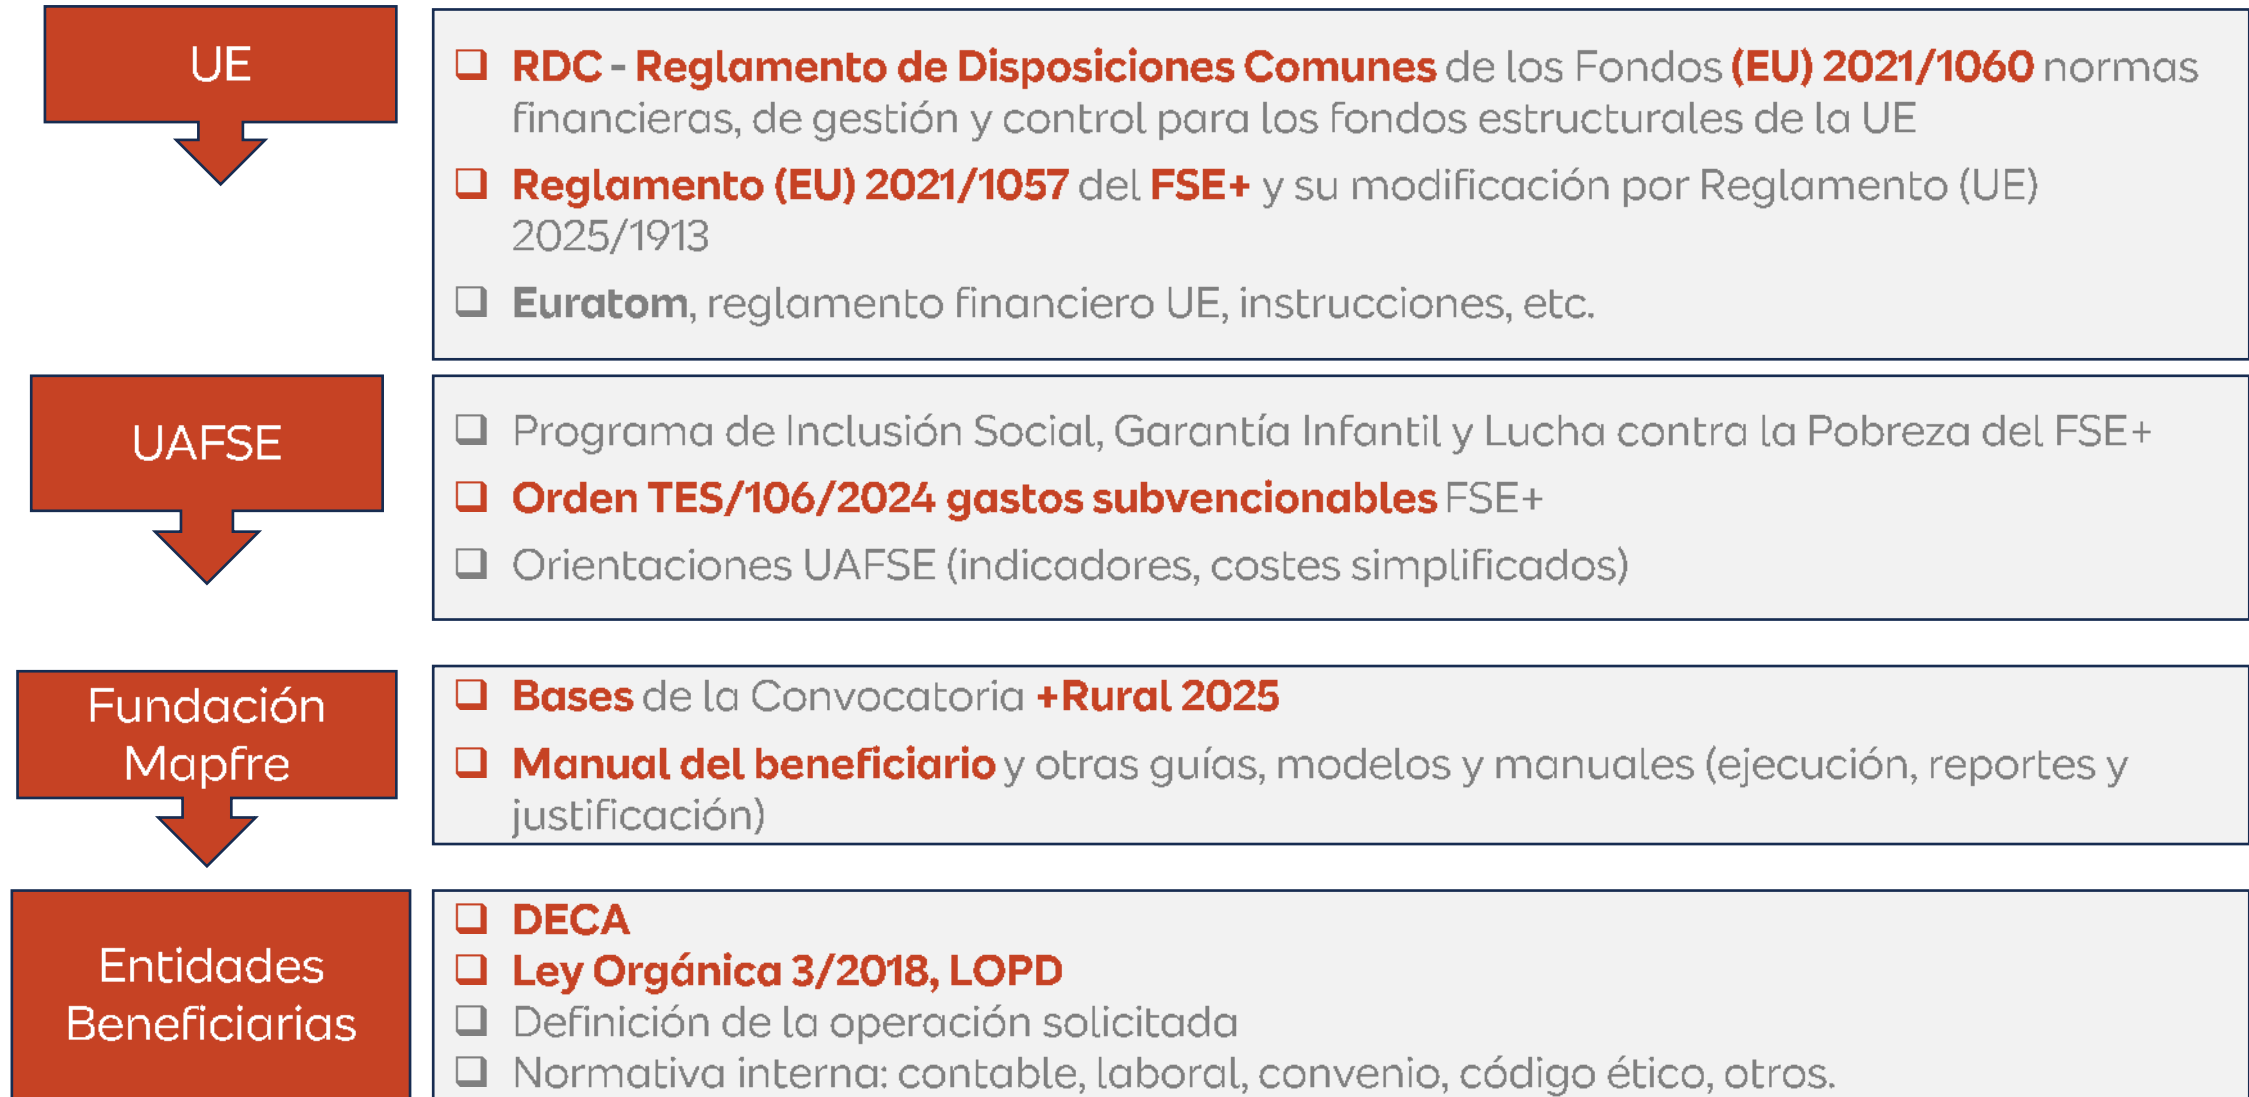 UE
RDC - Reglamento de Disposiciones Comunes de los Fondos (EU) 2021/1060 normas
financieras, de gestión y control para los fondos estructurales de la UE
Reglamento (EU) 2021/1057 del FSE+ y su modificación por Reglamento (UE)
2025/1913
Euratom, reglamento financiero UE, instrucciones, etc.
UAFSE
Programa de Inclusión Social, Garantía Infantil y Lucha contra la Pobreza del FSE+
Orden TES/106/2024 gastos subvencionables FSE+
Orientaciones UAFSE (indicadores, costes simplificados)
Fundación
Mapfre
Bases de la Convocatoria +Rural 2025
Manual del beneficiario y otras guías, modelos y manuales (ejecución, reportes y
justificación)
Entidades
Beneficiarias
DECA
Ley Orgánica 3/2018, LOPD
Definición de la operación solicitada
Normativa interna: contable, laboral, convenio, código ético, otros.